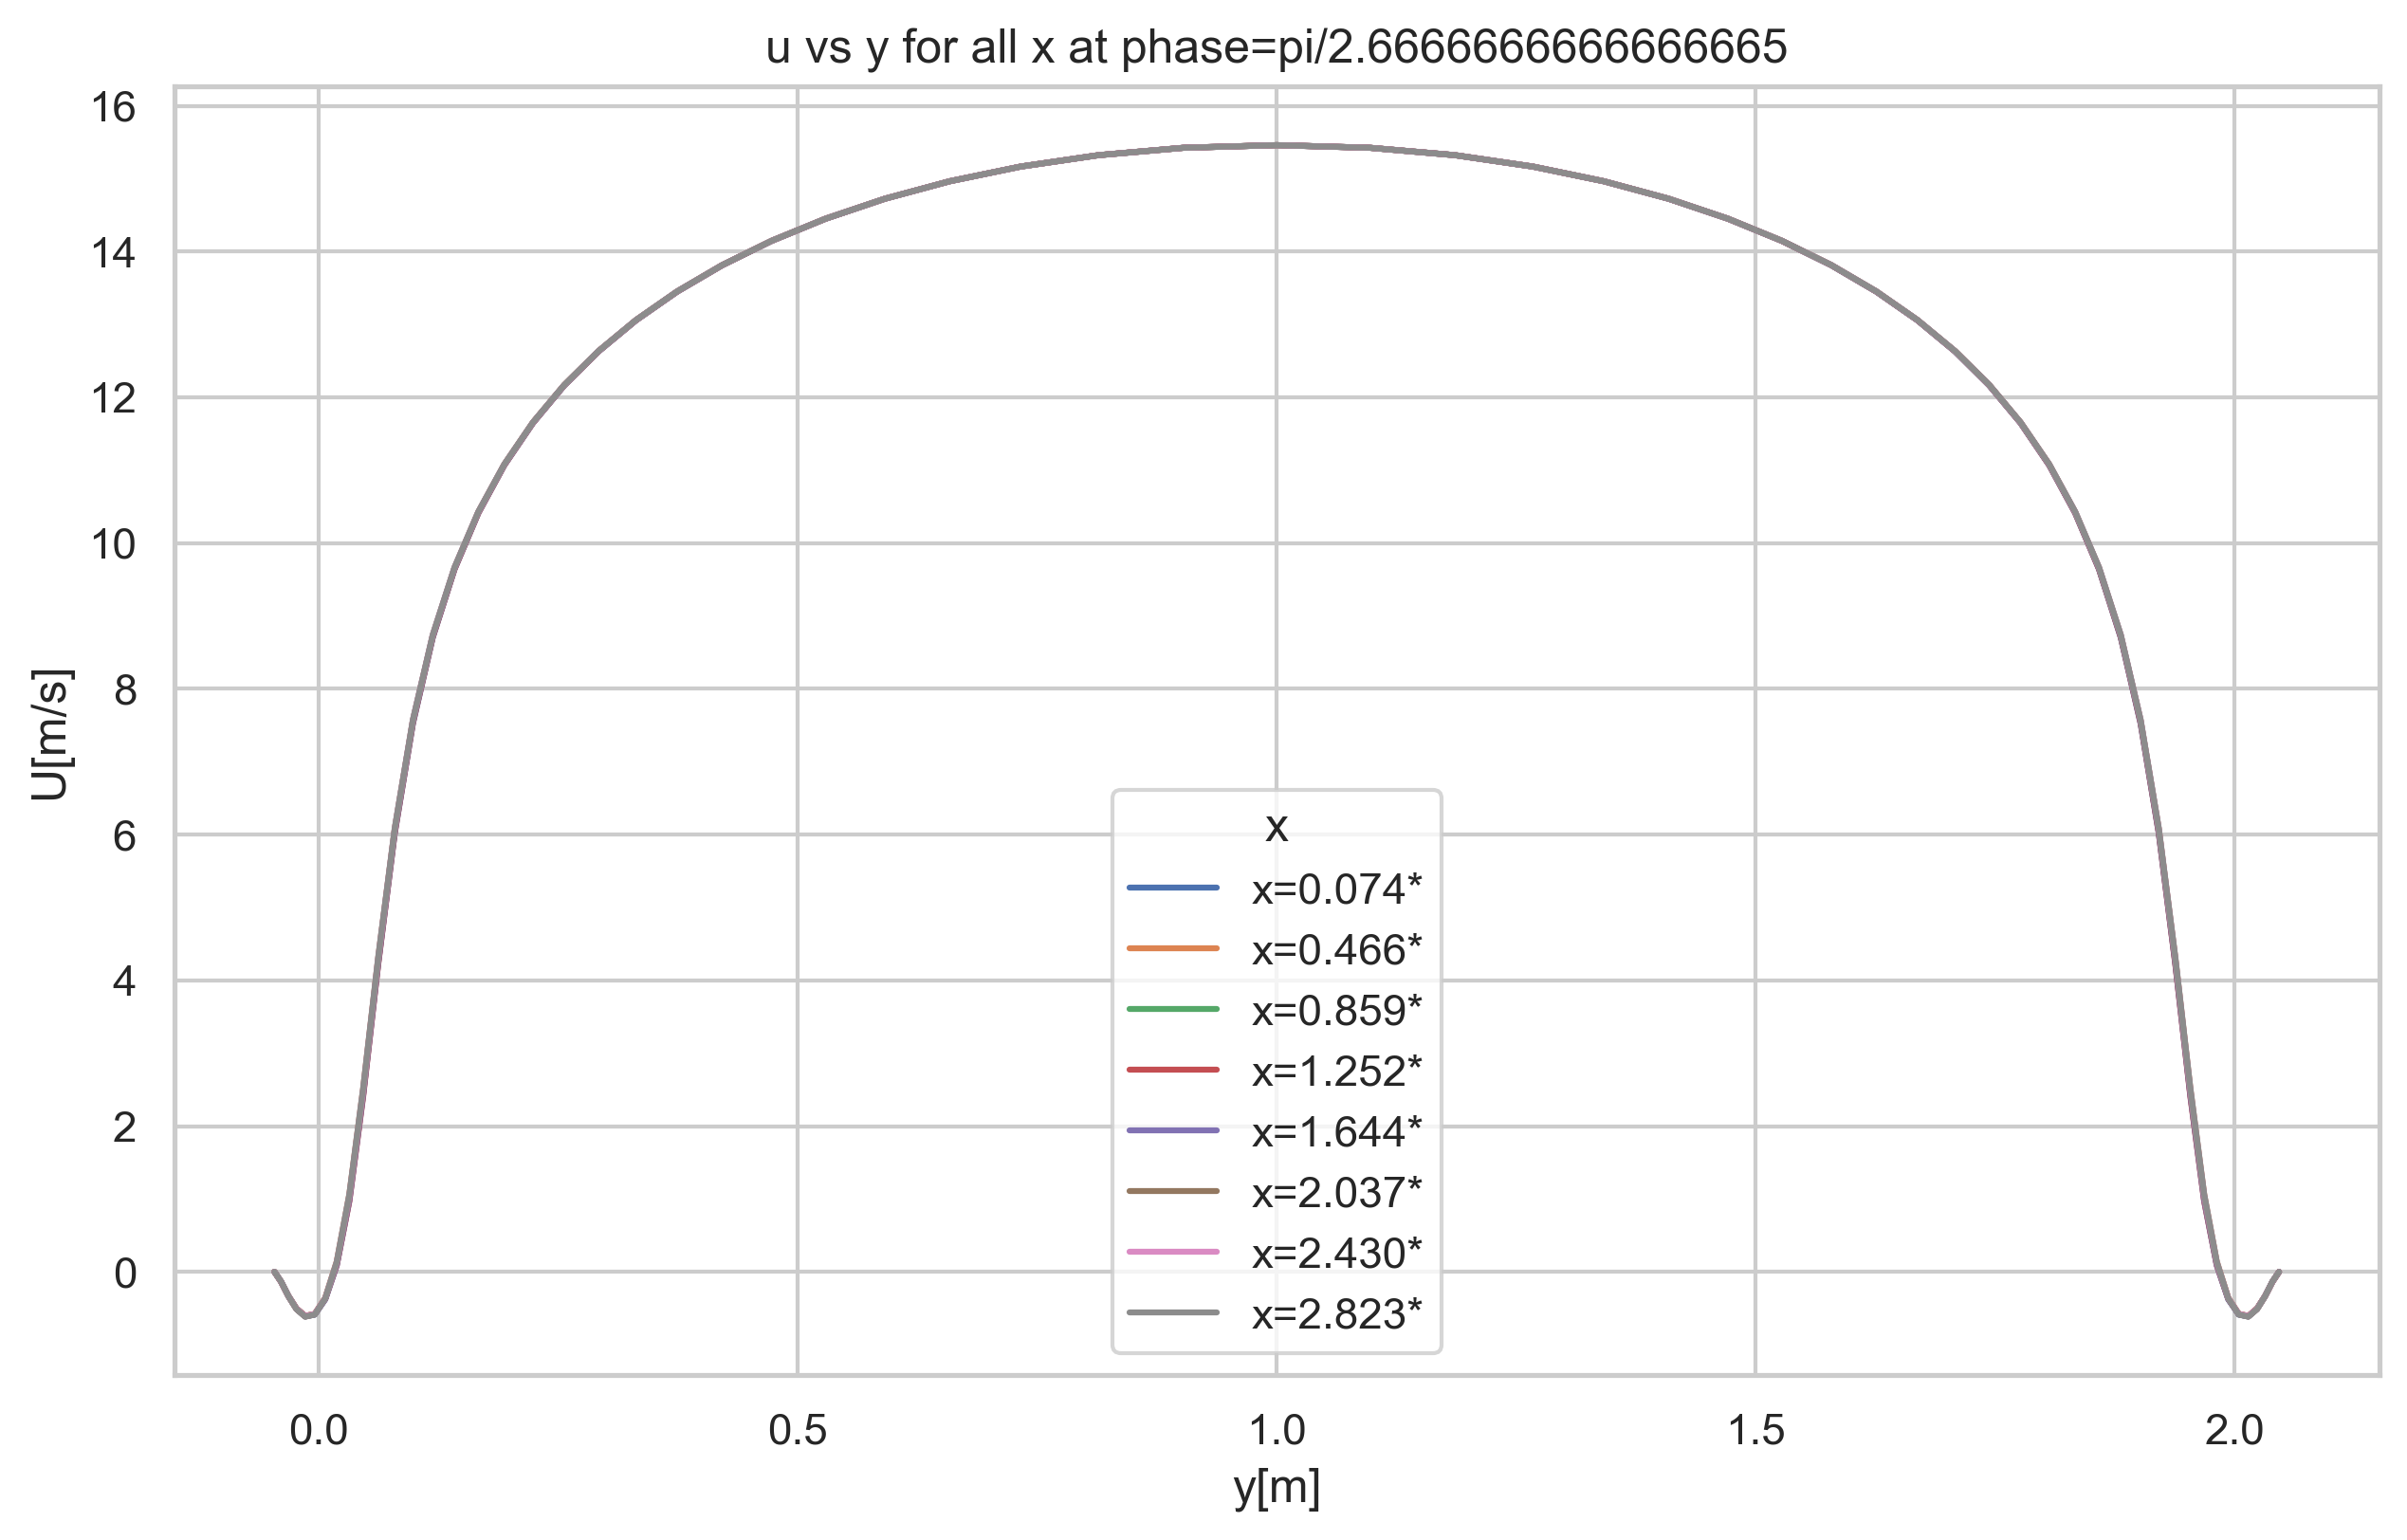 u vs y for all x at phase=pi/2.6666666666666665
16
14
12
10
8
6
4
2
0
U[m/s]
x
x=0.074*
x=0.466*
x=0.859*
x=1.252*
x=1.644*
x=2.037*
x=2.430*
x=2.823*
0.0 0.5 1.0 1.5 2.0
y[m]